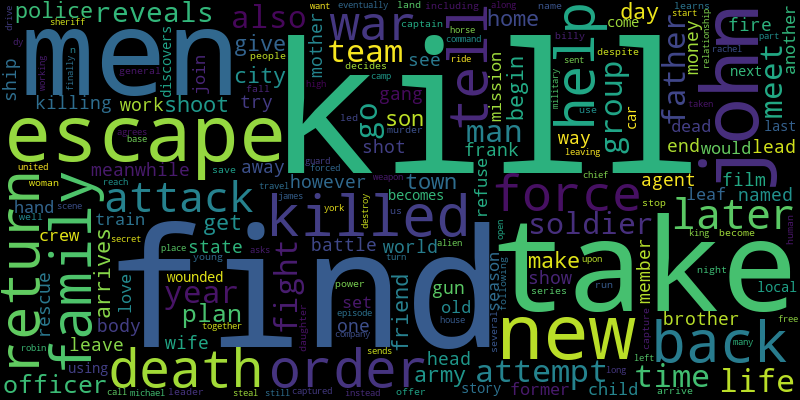 men
kill
find
take
escape
killed
new
john
death
attack
return
family
back
help
war
force
tell
order
later
life
time
attempt
team
also
reveals
police
man
group
father
meet
fight
soldier
year
plan
officer
city
give
home
day
fire
come
money
another
next
dead
would
lead
last
end
way
car
agent
film
leaf
named
member
make
show
season
series
world
battle
friend
gun
old
one
set
wounded
state
get
arrives
train
hand
crew
rescue
body
love
leave
wife
using
town
however
away
meanwhile
killing
work
shoot
try
join
discovers
ship
mother
see
go
son
shot
gang
frank
mission
begin
refuse
becomes
head
army
story
former
child
brother
local
sheriff
drive
working
finally
general
agrees
base
united
woman
reach
save
well
scene
secret
place
young
asks
robin
together
call
michael
leader
steal
still
captured
instead
offer
sends
company
house
episode
power
turn
daughter
york
james
travel
guard
forced
murder
weapon
destroy
us
alien
led
high
camp
fall
people
decides
billy
despite
captain
including
along
name
eventually
land
horse
command
ride
sent
use
military
leaving
chief
stop
king
become
upon
night
run
open
following
several
left
capture
long
many
arrive
free
human
taken
part
rachel
relationship
start
learns
want